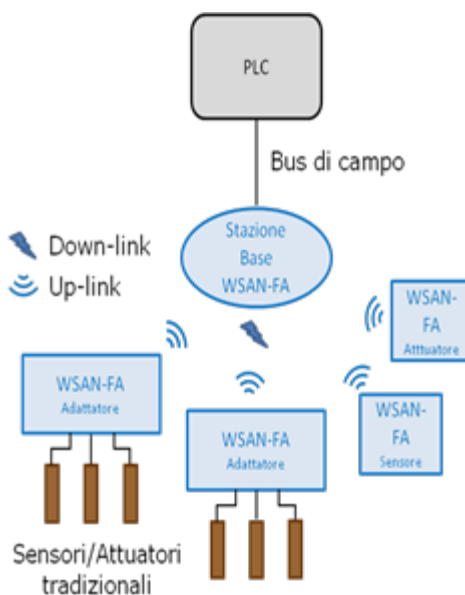 PLC
Bus di campo
Stazione
Base
WSAN-FA
Down-link
Up-link
WSAN-
FA
Atttuatore
WSAN-FA
Adattatore
WSAN-FA
Adattatore
WSAN-
FA
Sensore
Sensori/Attuatori
tradizionali